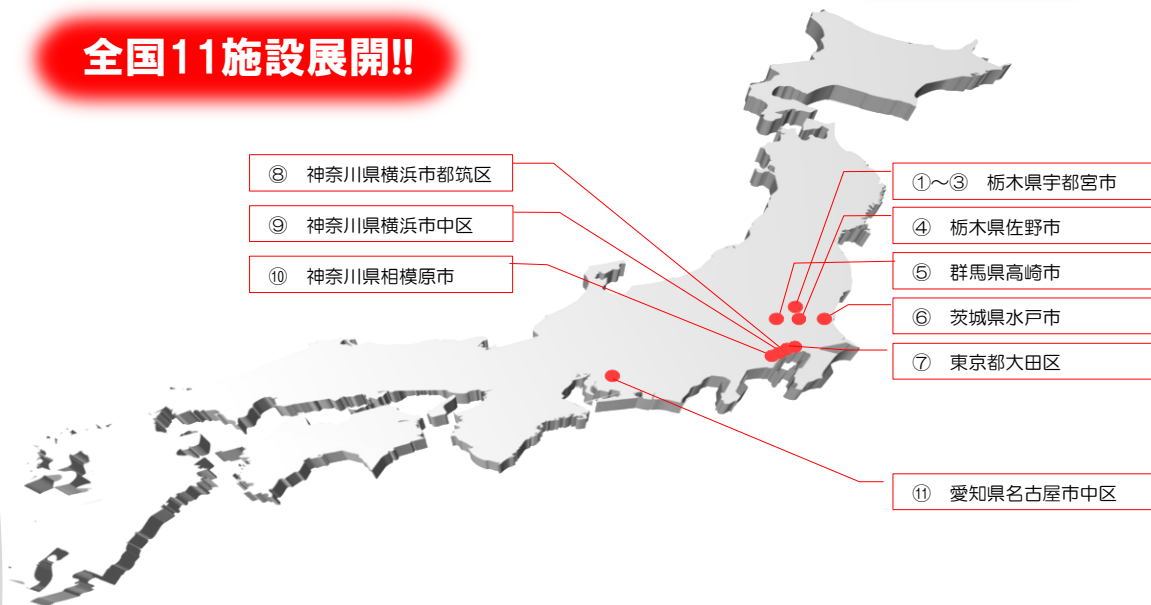 全国11施設展開!!
⑧ 神奈川県横浜市都筑区
⑨ 神奈川県横浜市中区
⑩ 神奈川県相模原市
①～③ 栃木県宇都宮市
④ 栃木県佐野市
⑤ 群馬県高崎市
⑥ 茨城県水戸市
⑦ 東京都大田区
⑪ 愛知県名古屋市中区